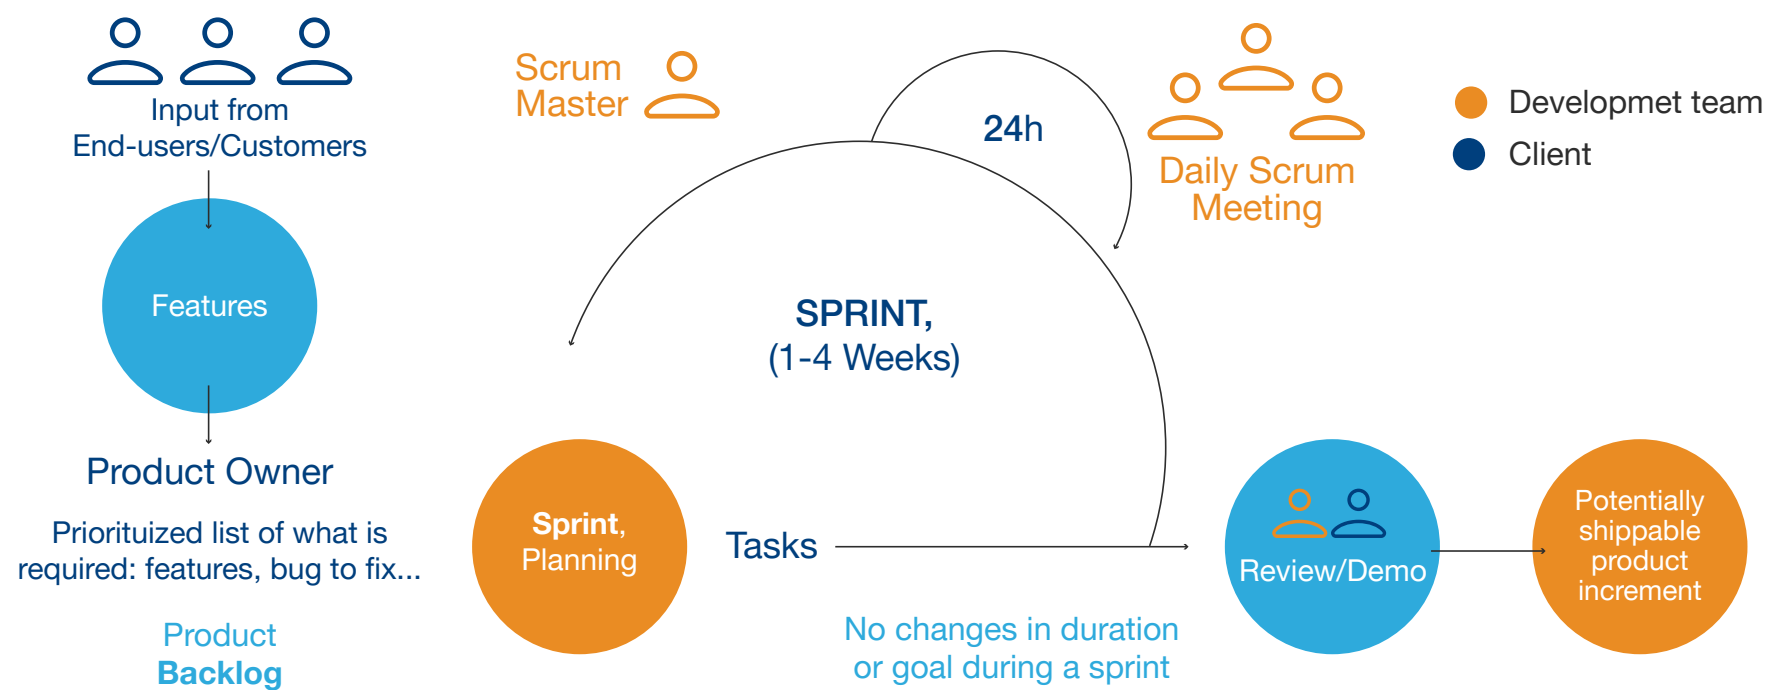 Input from
End-users/Customers
Features
Product Owner
Priorituized list of what is
required: features, bug to fix...
Product
Backlog
Scrum
Master
24h
Daily Scrum
Meeting
SPRINT,
(1-4 Weeks)
Sprint,
Planning
Tasks
No changes in duration
or goal during a sprint
Review/Demo
Potentially
shippable
product
increment
Developmet team
Client